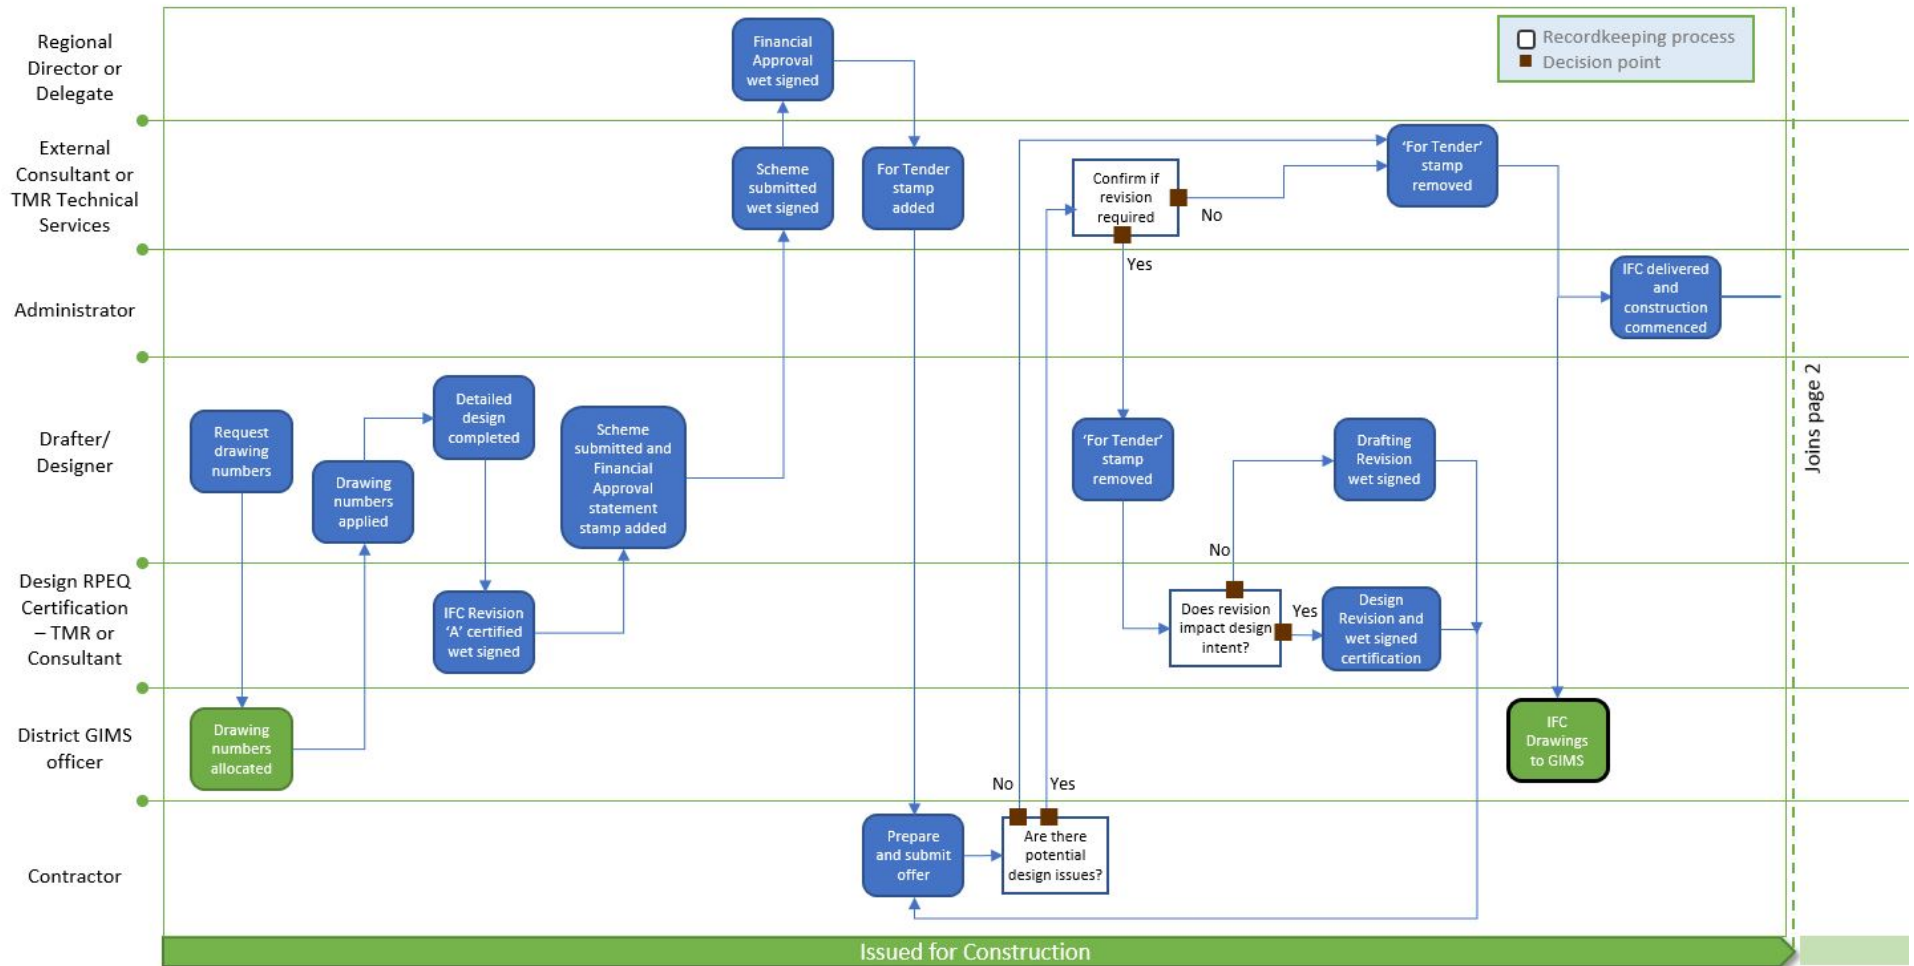 Regional
Director or
Delegate
External
Consultant or
TMR Technical
Services
Administrator
Drafter/
Designer
Design RPEQ
Certification
– TMR or
Consultant
District GIMS
officer
Contractor
Recordkeeping process
Decision point
Financial
Approval
wet signed
Scheme
submitted
wet signed
For Tender
stamp
added
Confirm if
revision
required
No
Yes
'For Tender'
stamp
removed
IFC delivered
and
construction
commenced
Joins page 2
Request
drawing
numbers
Drawing
numbers
applied
Detailed
design
completed
Scheme
submitted and
Financial
Approval
statement
stamp added
'For Tender'
stamp
removed
Drafting
Revision
wet signed
IFC Revision
'A' certified
wet signed
No
Does revision
impact design
intent?
Yes
Design
Revision and
wet signed
certification
Drawing
numbers
allocated
IFC
Drawings
to GIMS
No
Yes
Prepare
and submit
offer
Are there
potential
design issues?
Issued for Construction